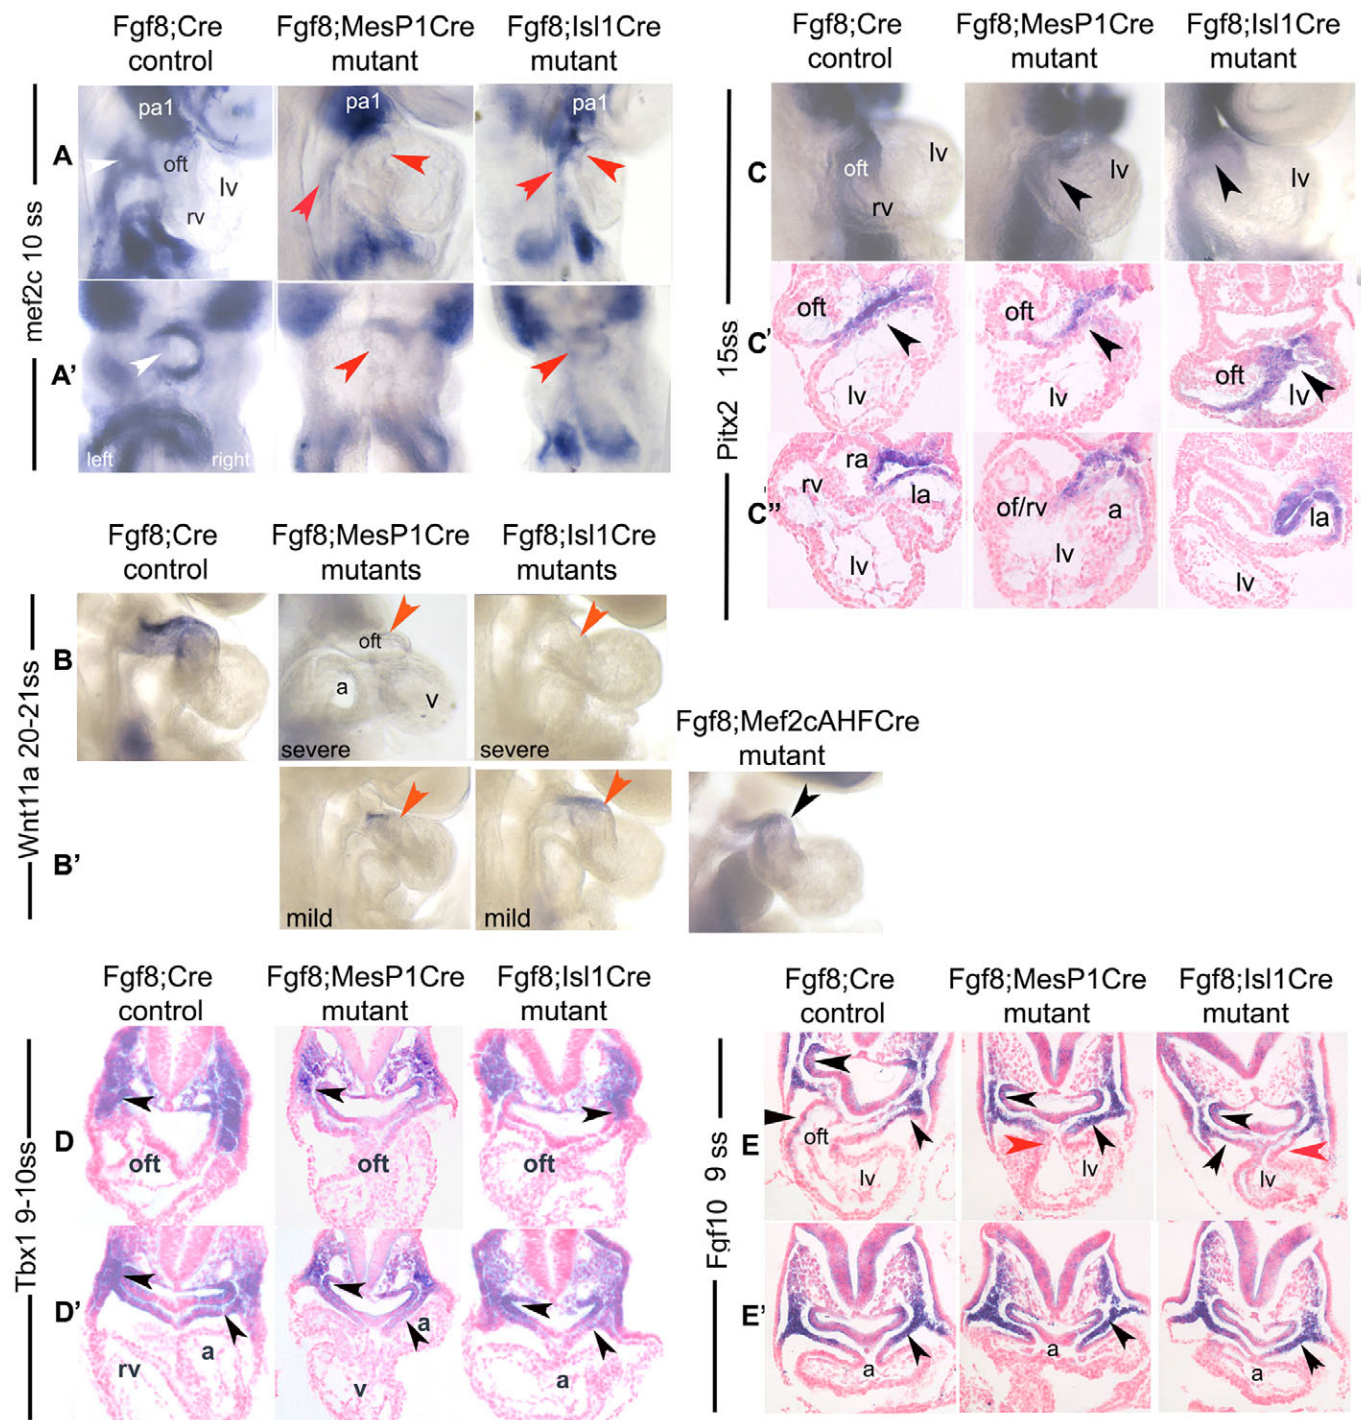 Fgf8;Cre
control
Fgf8;MesP1Cre
mutant
Fgf8;Isl1Cre
mutant
mef2c 10 ss
A
pa1
oft
lv
rv
pa1
pa1
A'
left
right
Fgf8;Cre
control
Fgf8;MesP1Cre
mutant
Fgf8;Isl1Cre
mutant
Pitx2 15ss
C
oft
lv
rv
lv
lv
C'
oft
lv
oft
lv
oft
lv
C''
ra
rv
la
lv
of/rv
a
lv
la
lv
Fgf8;Cre
control
Fgf8;MesP1Cre
mutants
Fgf8;Isl1Cre
mutants
Wnt11a 20-21ss
B
oft
a
v
severe
severe
B'
mild
mild
Fgf8;Mef2cAHFCre
mutant
Fgf8;Cre
control
Fgf8;MesP1Cre
mutant
Fgf8;Isl1Cre
mutant
Tbx1 9-10ss
D
oft
oft
oft
D'
rv
a
a
v
a
Fgf8;Cre
control
Fgf8;MesP1Cre
mutant
Fgf8;Isl1Cre
mutant
Fgf10 9 ss
E
oft
lv
lv
lv
E'
a
a
a